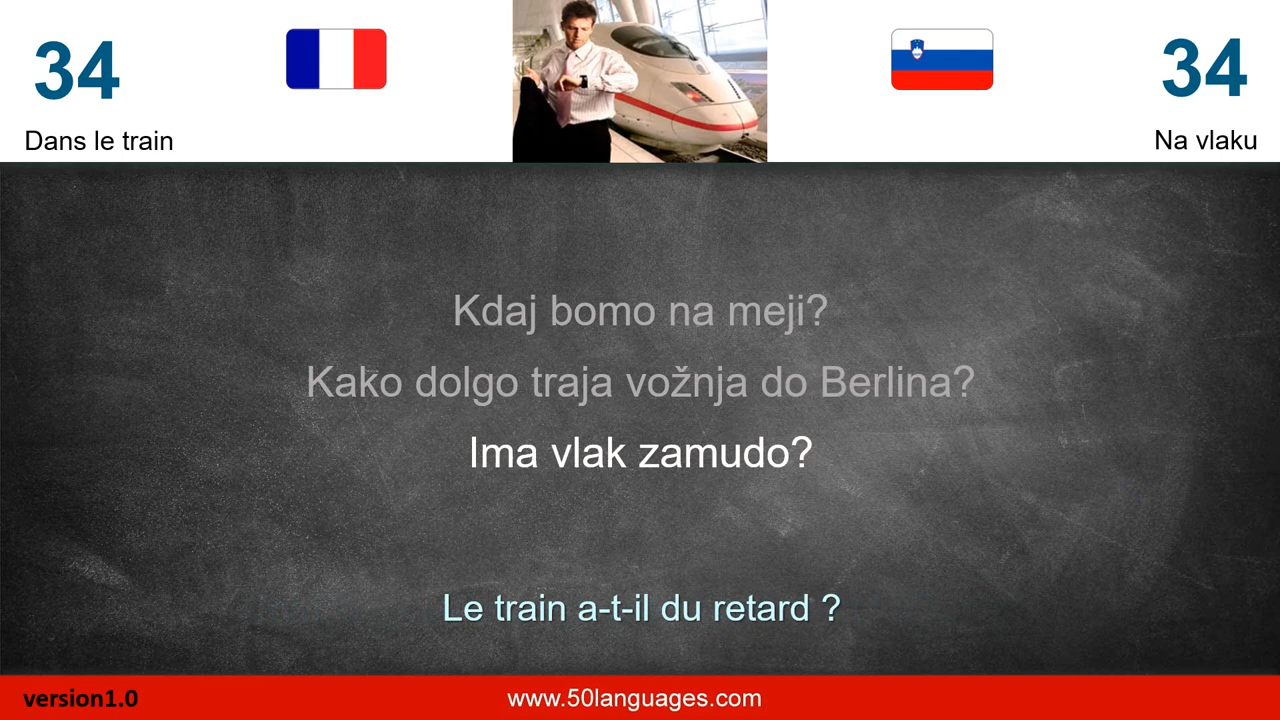 34
34
Dans le train
Na vlaku
Kdaj bomo na meji?
Kako dolgo traja vožnja do Berlina?
Ima vlak zamudo?
Le train a-t-il du retard ?
version1.0
www.50languages.com